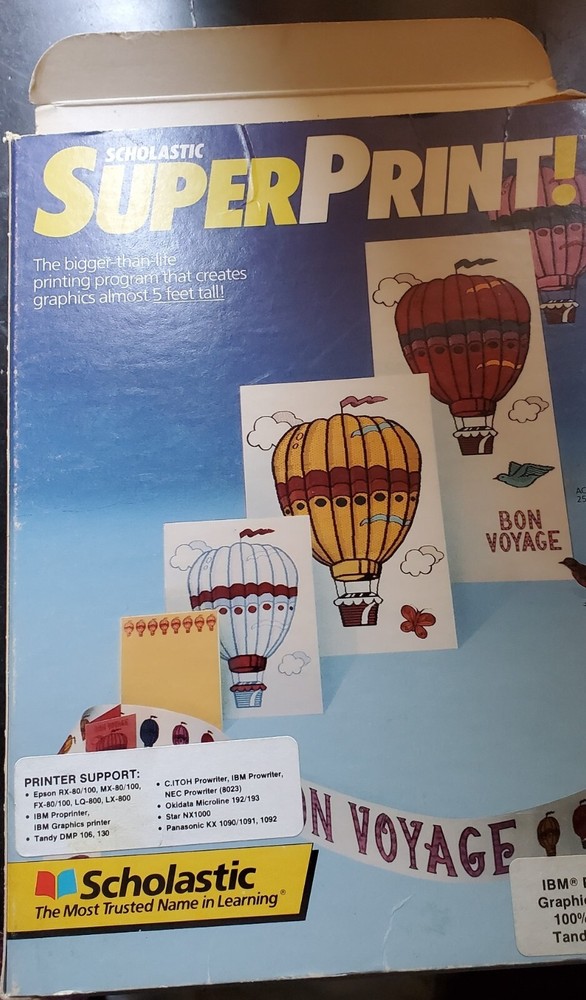 SCHOLASTIC
SUPERPRINT!
The bigger-than-life
printing program that creates
graphics almost 5 feet tall!
BON
VOYAGE
PRINTER SUPPORT:
• Epson RX-80/100, MX-80/100,
FX-80/100, LQ-800, LX-800
• IBM Proprinter,
IBM Graphics printer
• Tandy DMP 106, 130
• C.ITOH Prowriter, IBM Prowriter,
NEC Prowriter (8023)
• Okidata Microline 192/193
• Star NX1000
• Panasonic KX 1090/1091, 1092
ON VOYAGE
Scholastic
The Most Trusted Name in Learning®
IBM®
Graphi
100%
Tand